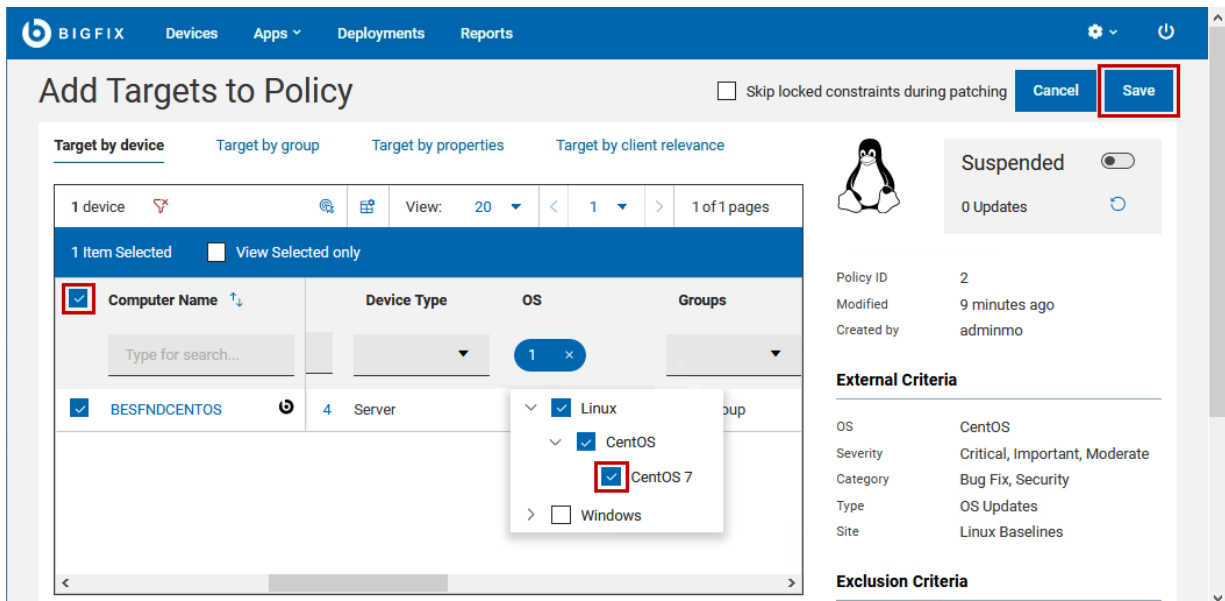 BIGFIX Devices Apps Deployments Reports
Add Targets to Policy
Skip locked constraints during patching Cancel Save
Target by device Target by group Target by properties Target by client relevance
Suspended
0 Updates
1 device View: 20 1 1 of 1 pages
1 Item Selected View Selected only
Computer Name Device Type OS Groups
Type for search... 1 ×
BESFNDCENTOS 4 Server
Linux
CentOS
CentOS 7
Windows
Policy ID 2
Modified 9 minutes ago
Created by adminmo
External Criteria
OS CentOS
Severity Critical, Important, Moderate
Category Bug Fix, Security
Type OS Updates
Site Linux Baselines
Exclusion Criteria